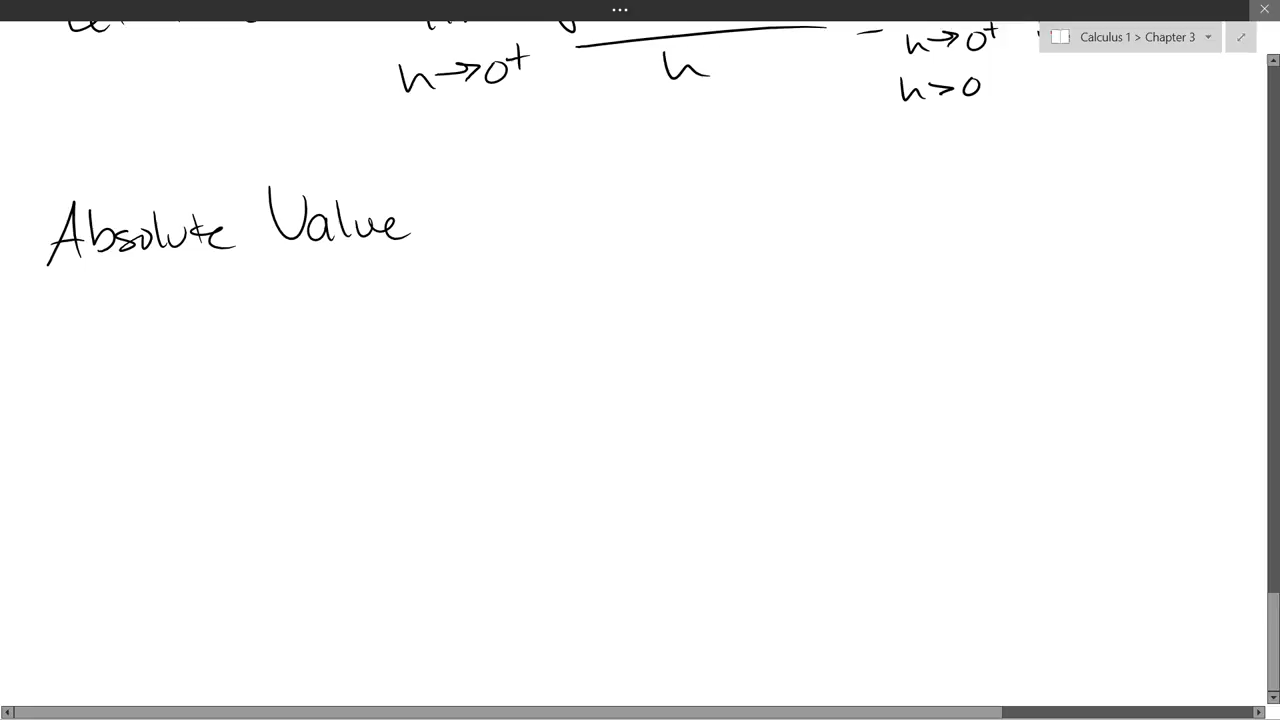 h→0⁺
h
h→0⁺
h>0
Calculus 1 > Chapter 3
Absolute Value